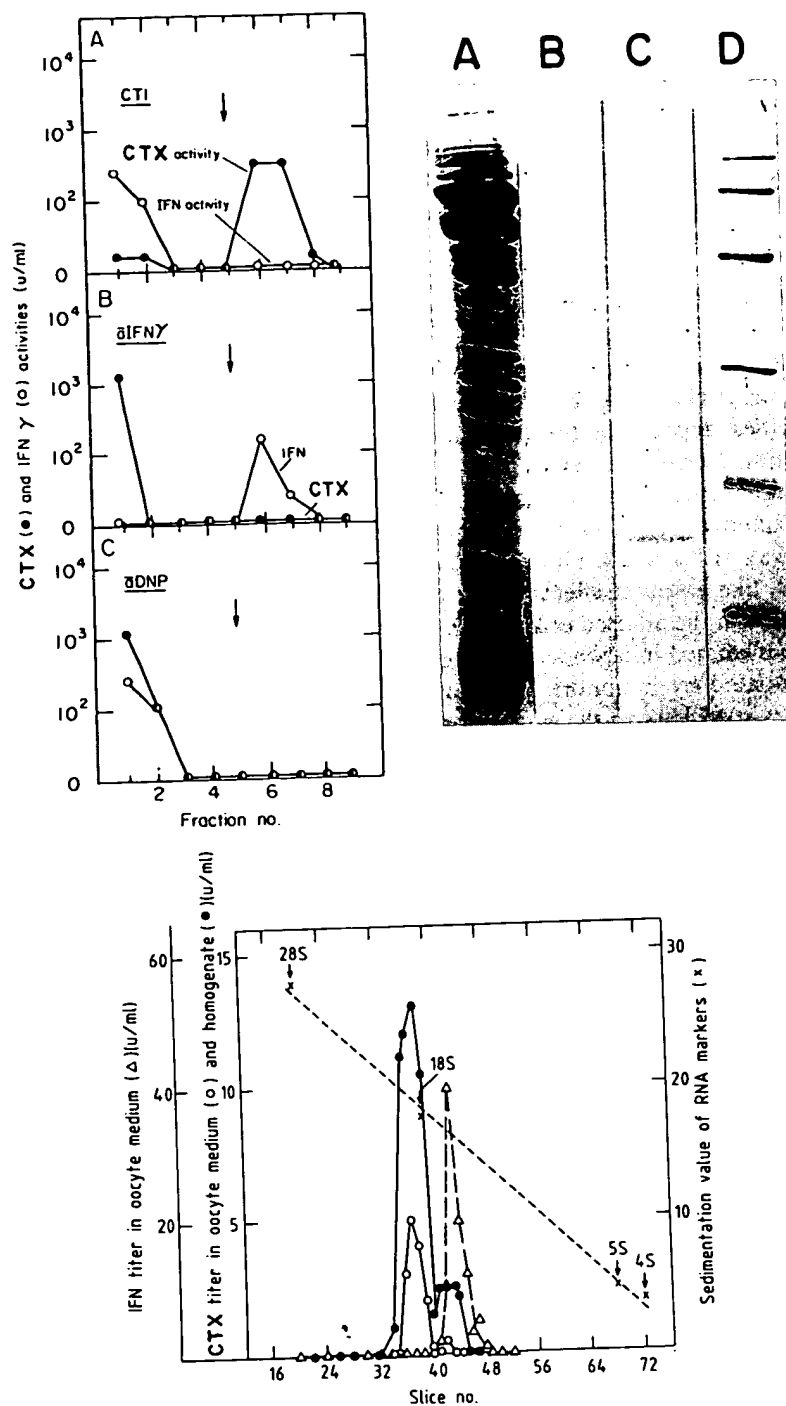 A
CTI
CTX activity
IFN activity
10⁴
10³
10²
0
B
āIFNγ
IFN
CTX
10⁴
10³
10²
0
C
āDNP
10⁴
10³
10²
0
2 4 6 8
Fraction no.
CTX (●) and IFN γ (○) activities (u/ml)
A B C D
IFN titer in oocyte medium (△)(u/ml)
60
40
20
CTX titer in oocyte medium (○) and homogenate (●)(u/ml)
15
10
5
28S
18S
5S
4S
Sedimentation value of RNA markers (×)
30
20
10
16 24 32 40 48 56 64 72
Slice no.